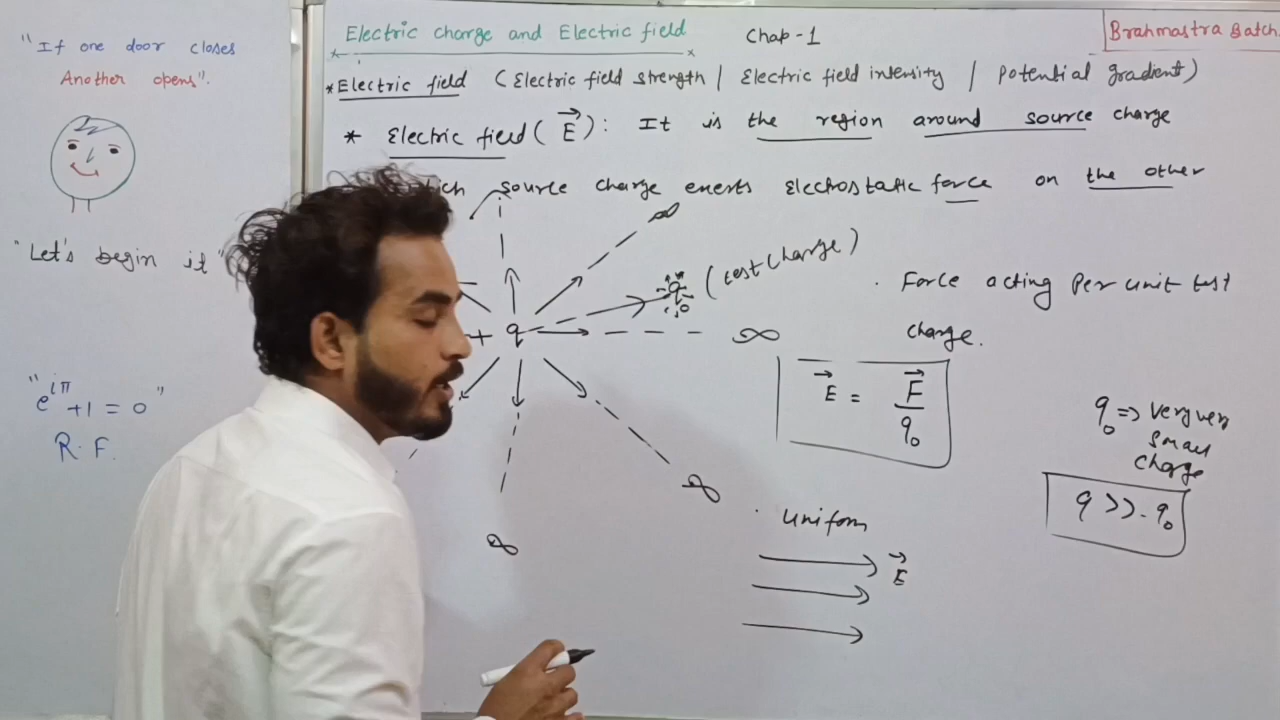 "If one door closes
Another opens".
"Let's begin it"
"e^{iπ} +1 = 0"
R.F.
Electric charge and Electric field
Chap-1
Brahmastra Batch
*Electric field (Electric field strength / Electric field intensity / Potential gradient)
* Electric field (E⃗): It is the region around source charge
source charge exerts Electrostatic force on the other
∞
(test charge)
+ q
q₀
∞
∞
∞
. Force acting Per unit test
charge.
E⃗ = F⃗/q₀
q₀ => very very
small
charge
q >> q₀
. Uniform
E⃗